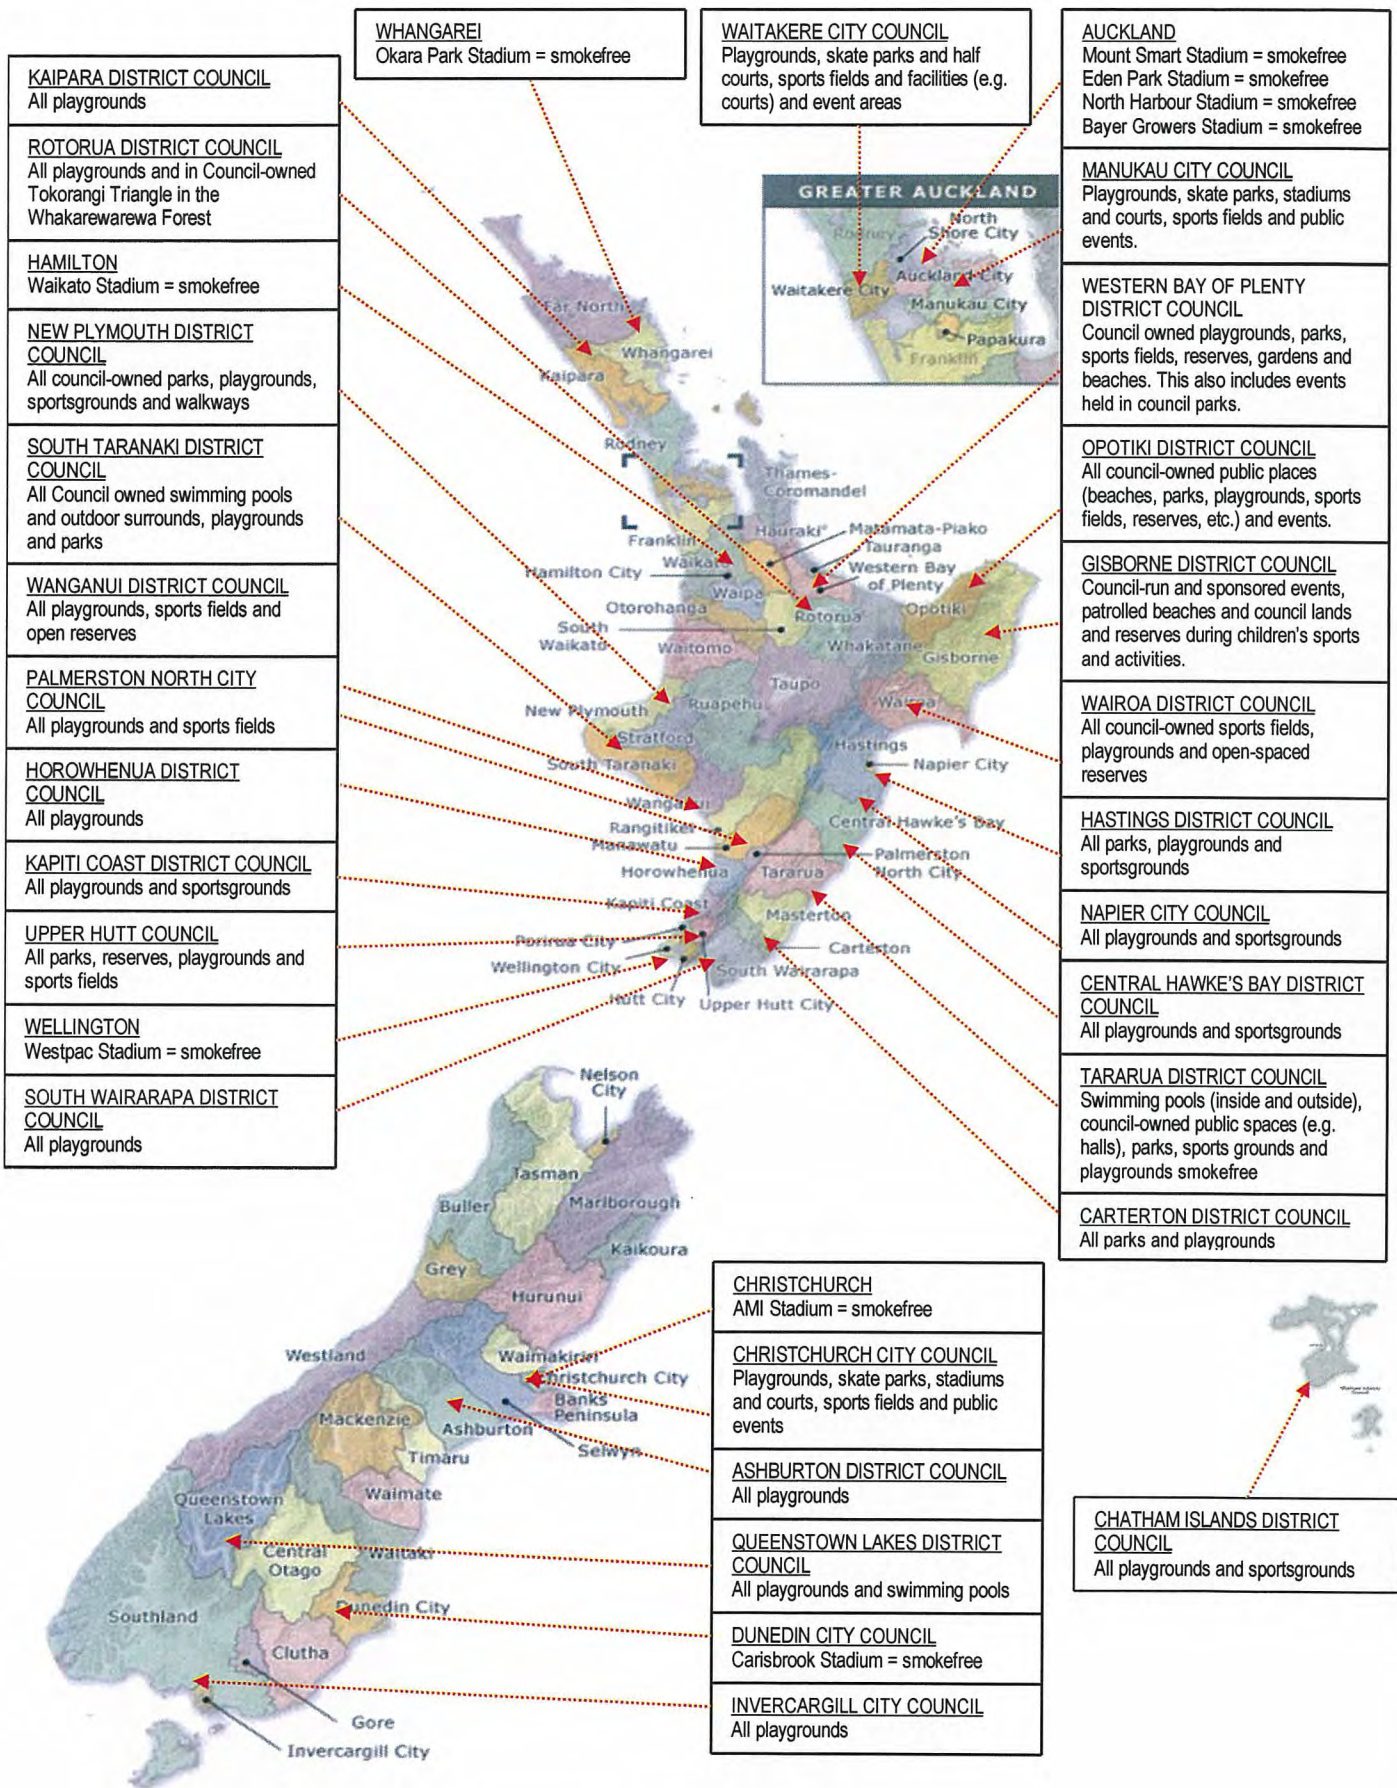 WHANGAREI
Okara Park Stadium = smokefree
WAITAKERE CITY COUNCIL
Playgrounds, skate parks and half
courts, sports fields and facilities (e.g.
courts) and event areas
AUCKLAND
Mount Smart Stadium = smokefree
Eden Park Stadium = smokefree
North Harbour Stadium = smokefree
Bayer Growers Stadium = smokefree
KAIPARA DISTRICT COUNCIL
All playgrounds
ROTORUA DISTRICT COUNCIL
All playgrounds and in Council-owned
Tokorangi Triangle in the
Whakarewarewa Forest
HAMILTON
Waikato Stadium = smokefree
NEW PLYMOUTH DISTRICT
COUNCIL
All council-owned parks, playgrounds,
sportsgrounds and walkways
SOUTH TARANAKI DISTRICT
COUNCIL
All Council owned swimming pools
and outdoor surrounds, playgrounds
and parks
WANGANUI DISTRICT COUNCIL
All playgrounds, sports fields and
open reserves
PALMERSTON NORTH CITY
COUNCIL
All playgrounds and sports fields
HOROWHENUA DISTRICT
COUNCIL
All playgrounds
KAPITI COAST DISTRICT COUNCIL
All playgrounds and sportsgrounds
UPPER HUTT COUNCIL
All parks, reserves, playgrounds and
sports fields
WELLINGTON
Westpac Stadium = smokefree
SOUTH WAIRARAPA DISTRICT
COUNCIL
All playgrounds
MANUKAU CITY COUNCIL
Playgrounds, skate parks, stadiums
and courts, sports fields and public
events.
WESTERN BAY OF PLENTY
DISTRICT COUNCIL
Council owned playgrounds, parks,
sports fields, reserves, gardens and
beaches. This also includes events
held in council parks.
OPOTIKI DISTRICT COUNCIL
All council-owned public places
(beaches, parks, playgrounds, sports
fields, reserves, etc.) and events.
GISBORNE DISTRICT COUNCIL
Council-run and sponsored events,
patrolled beaches and council lands
and reserves during children's sports
and activities.
WAIROA DISTRICT COUNCIL
All council-owned sports fields,
playgrounds and open-spaced
reserves
HASTINGS DISTRICT COUNCIL
All parks, playgrounds and
sportsgrounds
NAPIER CITY COUNCIL
All playgrounds and sportsgrounds
CENTRAL HAWKE'S BAY DISTRICT
COUNCIL
All playgrounds and sportsgrounds
TARARUA DISTRICT COUNCIL
Swimming pools (inside and outside),
council-owned public spaces (e.g.
halls), parks, sports grounds and
playgrounds smokefree
CARTERTON DISTRICT COUNCIL
All parks and playgrounds
GREATER AUCKLAND
North
Shore City
Rodney
Auckland City
Waitakere City
Manukau City
Papakura
Franklin
Far North
Whangarei
Kaipara
Rodney
Thames-
Coromandel
Hauraki
Franklin
Matamata-Piako
Tauranga
Waikato
Hamilton City
Western Bay
of Plenty
Waipa
Otorohanga
Opotiki
Rotorua
South
Waikato
Waitomo
Whakatane
Gisborne
Taupo
New Plymouth
Ruapehu
Wairoa
Stratford
Hastings
South Taranaki
Napier City
Wanganui
Rangitikei
Central Hawke's Bay
Manawatu
Palmerston
North City
Horowhenua
Tararua
Kapiti Coast
Masterton
Porirua City
Carterton
Wellington City
South Wairarapa
Hutt City
Upper Hutt City
Nelson
City
Tasman
Buller
Marlborough
Kaikoura
Grey
Hurunui
Westland
Waimakiriri
Christchurch City
Banks
Peninsula
Mackenzie
Ashburton
Selwyn
Timaru
Waimate
Queenstown
Lakes
Central
Otago
Waitaki
Southland
Dunedin City
Clutha
Gore
Invercargill City
CHRISTCHURCH
AMI Stadium = smokefree
CHRISTCHURCH CITY COUNCIL
Playgrounds, skate parks, stadiums
and courts, sports fields and public
events
ASHBURTON DISTRICT COUNCIL
All playgrounds
QUEENSTOWN LAKES DISTRICT
COUNCIL
All playgrounds and swimming pools
DUNEDIN CITY COUNCIL
Carisbrook Stadium = smokefree
INVERCARGILL CITY COUNCIL
All playgrounds
CHATHAM ISLANDS DISTRICT
COUNCIL
All playgrounds and sportsgrounds